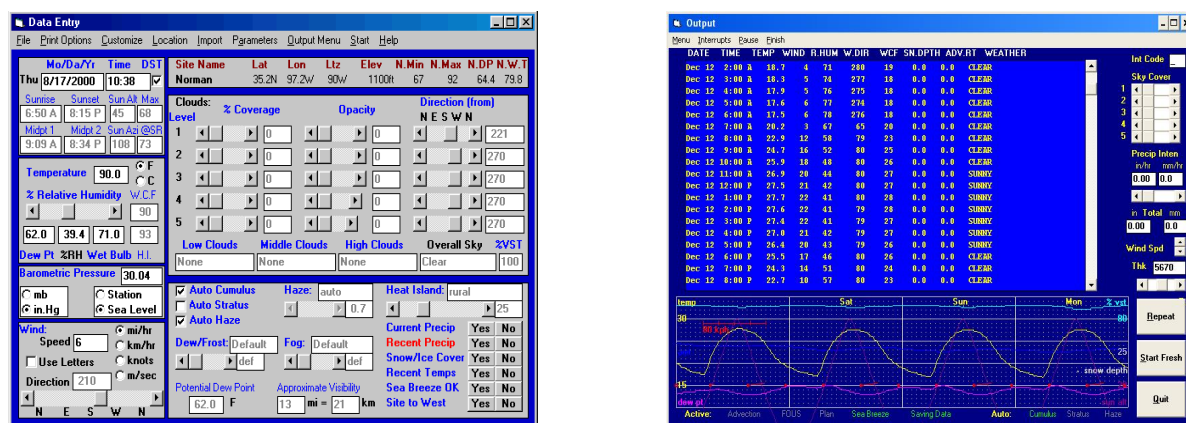 Data Entry
File Print Options Customize Location Import Parameters Output Menu Start Help
Mo/Da/Yr Time DST
Thu 8/17/2000 10:38
Sunrise Sunset Sun Alt Max
6:50 A 8:15 P 45 68
Midpt 1 Midpt 2 Sun Azi @SR
9:09 A 8:34 P 108 73
Temperature 90.0 F
C
% Relative Humidity W.C.F
90
62.0 39.4 71.0 93
Dew Pt %RH Wet Bulb H.I.
Barometric Pressure 30.04
mb Station
in.Hg Sea Level
Wind: mi/hr
Speed 6 km/hr
Use Letters knots
Direction 210 m/sec
N E S W N
Site Name Lat Lon Ltz Elev N.Min N.Max N.DP N.W.T
Norman 35.2N 97.2W 90W 1100ft 67 92 64.4 79.8
Clouds: % Coverage Opacity Direction (from)
Level N E S W N
1 0 0 221
2 0 0 270
3 0 0 270
4 0 0 270
5 0 0 270
Low Clouds Middle Clouds High Clouds Overall Sky %VST
None None None Clear 100
Auto Cumulus Haze: auto Heat Island: rural
Auto Stratus 0.7 25
Auto Haze
Current Precip Yes No
Dew/Frost: Default Fog: Default Recent Precip Yes No
def def Snow/Ice Cover Yes No
Recent Temps Yes No
Potential Dew Point Approximate Visibility Sea Breeze OK Yes No
62.0 F 13 mi = 21 km Site to West Yes No
Output
Menu Interrupts Pause Finish
DATE TIME TEMP WIND R.HUM W.DIR WCF SN.DPTH ADV.RT WEATHER
Dec 12 2:00 A 18.7 4 71 280 19 0.0 0.0 CLEAR
Dec 12 3:00 A 18.3 5 74 277 18 0.0 0.0 CLEAR
Dec 12 4:00 A 17.9 5 76 275 18 0.0 0.0 CLEAR
Dec 12 5:00 A 17.6 6 77 274 18 0.0 0.0 CLEAR
Dec 12 6:00 A 17.5 6 78 276 18 0.0 0.0 CLEAR
Dec 12 7:00 A 20.2 3 67 65 20 0.0 0.0 CLEAR
Dec 12 8:00 A 22.9 12 58 79 23 0.0 0.0 CLEAR
Dec 12 9:00 A 24.7 16 52 80 25 0.0 0.0 CLEAR
Dec 12 10:00 A 25.9 18 48 80 26 0.0 0.0 CLEAR
Dec 12 11:00 A 26.9 20 44 80 27 0.0 0.0 SUNNY
Dec 12 12:00 P 27.5 21 42 80 27 0.0 0.0 SUNNY
Dec 12 1:00 P 27.7 22 41 80 28 0.0 0.0 SUNNY
Dec 12 2:00 P 27.6 22 41 79 28 0.0 0.0 SUNNY
Dec 12 3:00 P 27.4 22 41 79 27 0.0 0.0 SUNNY
Dec 12 4:00 P 27.0 21 42 79 27 0.0 0.0 SUNNY
Dec 12 5:00 P 26.4 20 43 79 26 0.0 0.0 CLEAR
Dec 12 6:00 P 25.5 17 46 80 26 0.0 0.0 CLEAR
Dec 12 7:00 P 24.3 14 51 80 24 0.0 0.0 CLEAR
Dec 12 8:00 P 22.7 10 57 80 23 0.0 0.0 CLEAR
Int Code
Sky Cover
1
2
3
4
5
Precip Inten
in/hr mm/hr
0.00 0.0
in Total mm
0.00 0.0
Wind Spd
Thk 5670
temp Sat Sun Mon % vst
30 80
25
snow depth
15
dew pt
Active: Advection FOUS Plan Sea Breeze Saving Data Auto: Cumulus Stratus Haze
Repeat
Start Fresh
Quit